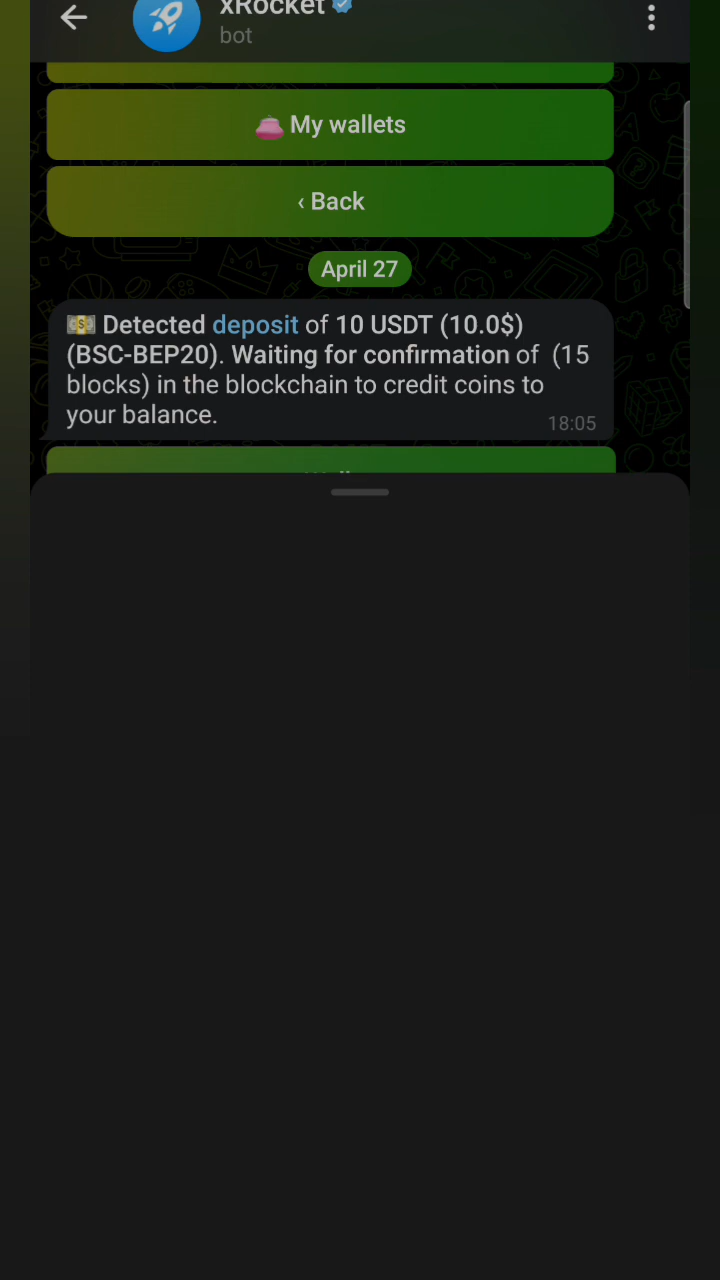 xRocket
bot
My wallets
‹ Back
April 27
Detected deposit of 10 USDT (10.0$)
(BSC-BEP20). Waiting for confirmation of (15
blocks) in the blockchain to credit coins to
your balance.
18:05